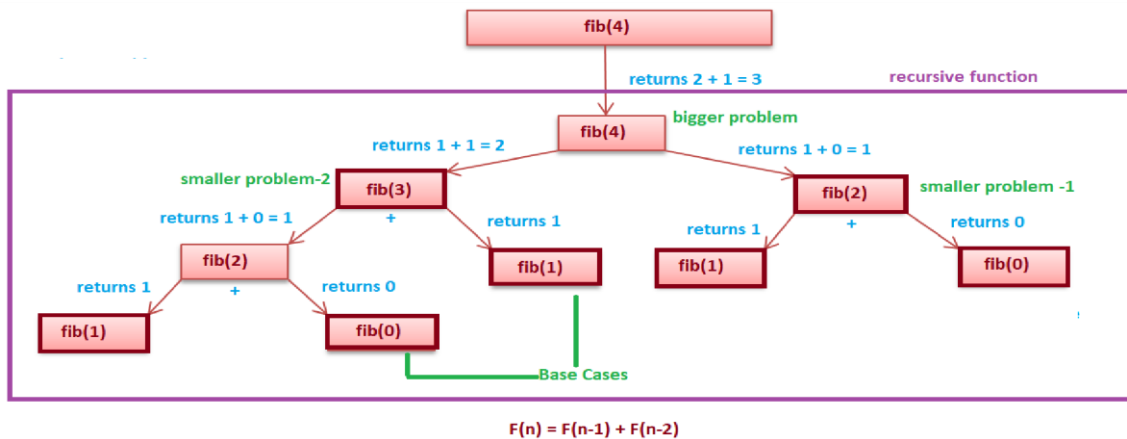 fib(4)
returns 2 + 1 = 3
recursive function
fib(4)
bigger problem
returns 1 + 1 = 2
returns 1 + 0 = 1
smaller problem-2
fib(3)
+
fib(2)
+
smaller problem -1
returns 1 + 0 = 1
returns 1
returns 1
returns 0
fib(2)
+
fib(1)
fib(1)
fib(0)
returns 1
returns 0
fib(1)
fib(0)
Base Cases
F(n) = F(n-1) + F(n-2)